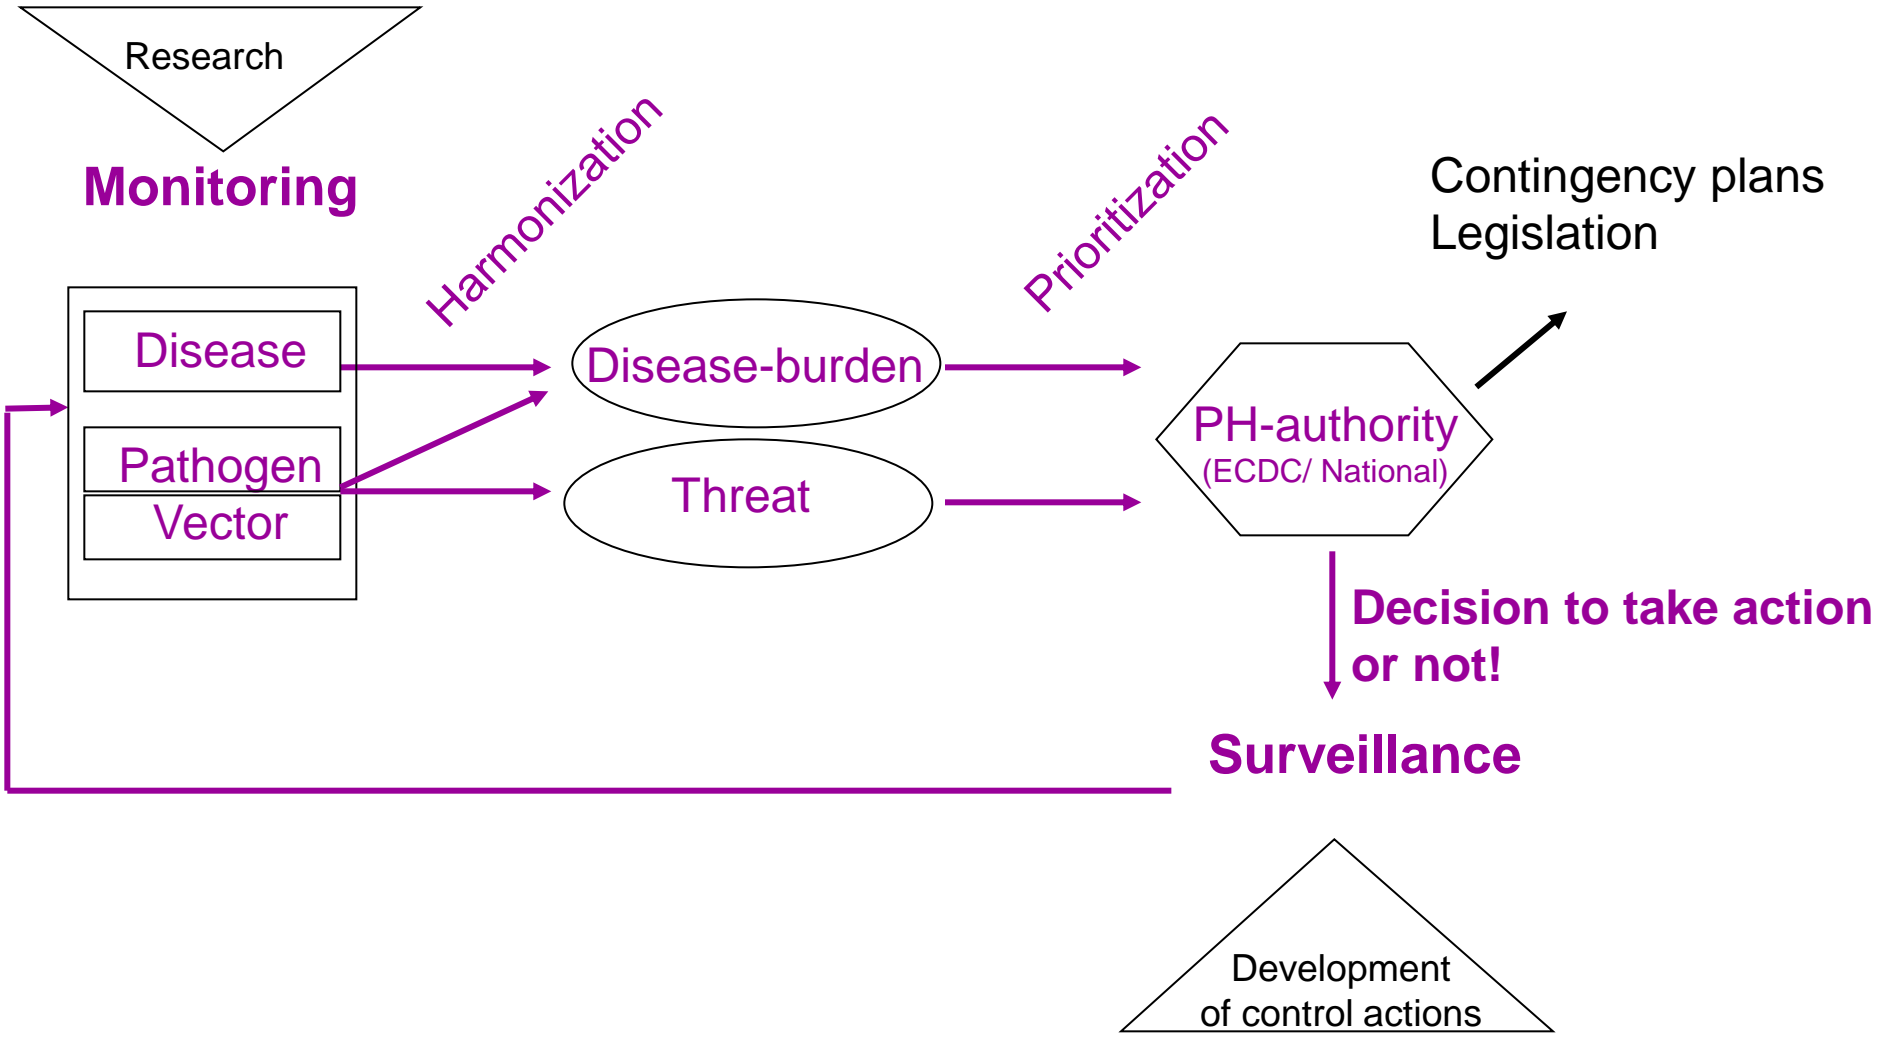 Research
Monitoring
Harmonization
Prioritization
Contingency plans
Legislation
Disease
Pathogen
Vector
Disease-burden
Threat
PH-authority
(ECDC/ National)
Decision to take action
or not!
Surveillance
Development
of control actions